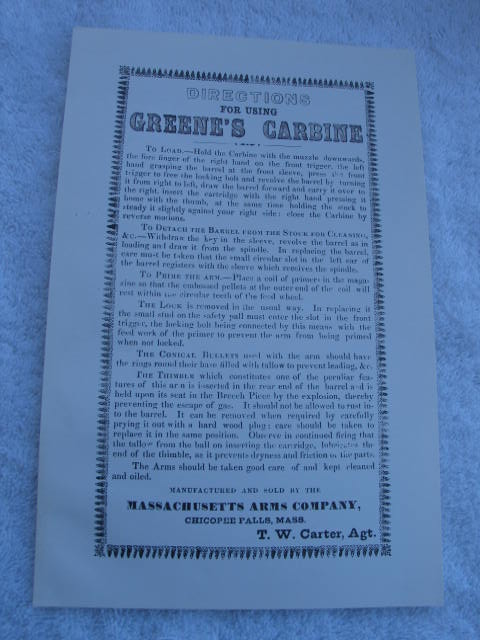 DIRECTIONS
FOR USING
GREENE'S CARBINE
To Load.—Hold the Carbine with the muzzle downwards,
the fore finger of the right hand on the front trigger, the left
hand grasping the barrel at the front sleeve, press the front
trigger to free the locking bolt and revolve the barrel by turning
it from right to left, draw the barrel forward and carry it over to
the right, insert the cartridge with the right hand pressing it
home with the thumb, at the same time holding the stock to
steady it slightly against your right side: close the Carbine by
reverse motions.
To Detach the Barrel from the Stock for Cleaning,
&c.—Withdraw the key in the sleeve, revolve the barrel as in
loading and draw it from the spindle. In replacing the barrel,
care must be taken that the small circular slot in the left ear of
the barrel registers with the sleeve which receives the spindle.
To Prime the arm.—Place a coil of primers in the maga-
zine so that the embossed pellets at the outer end of the coil will
rest within the circular teeth of the feed wheel.
The Lock is removed in the usual way. In replacing it
the small stud on the safety pall must enter the slot in the front
trigger, the locking bolt being connected by this means with the
feed work of the primer to prevent the arm from being primed
when not locked.
The Conical Bullets used with the arm should have
the rings round their base filled with tallow to prevent leading, &c.
The Thimble which constitutes one of the peculiar fea-
tures of this arm is inserted in the rear end of the barrel and is
held upon its seat in the Breech Piece by the explosion, thereby
preventing the escape of gas. It should not be allowed to rust in-
to the barrel. It can be removed when required by carefully
prying it out with a hard wood plug; care should be taken to
replace it in the same position. Observe in continued firing that
the tallow from the ball on inserting the cartridge, lubricates the
end of the thimble, as it prevents dryness and friction of the parts.
The Arms should be taken good care of and kept cleaned
and oiled.
MANUFACTURED AND SOLD BY THE
MASSACHUSETTS ARMS COMPANY,
CHICOPEE FALLS, MASS.
T. W. Carter, Agt.